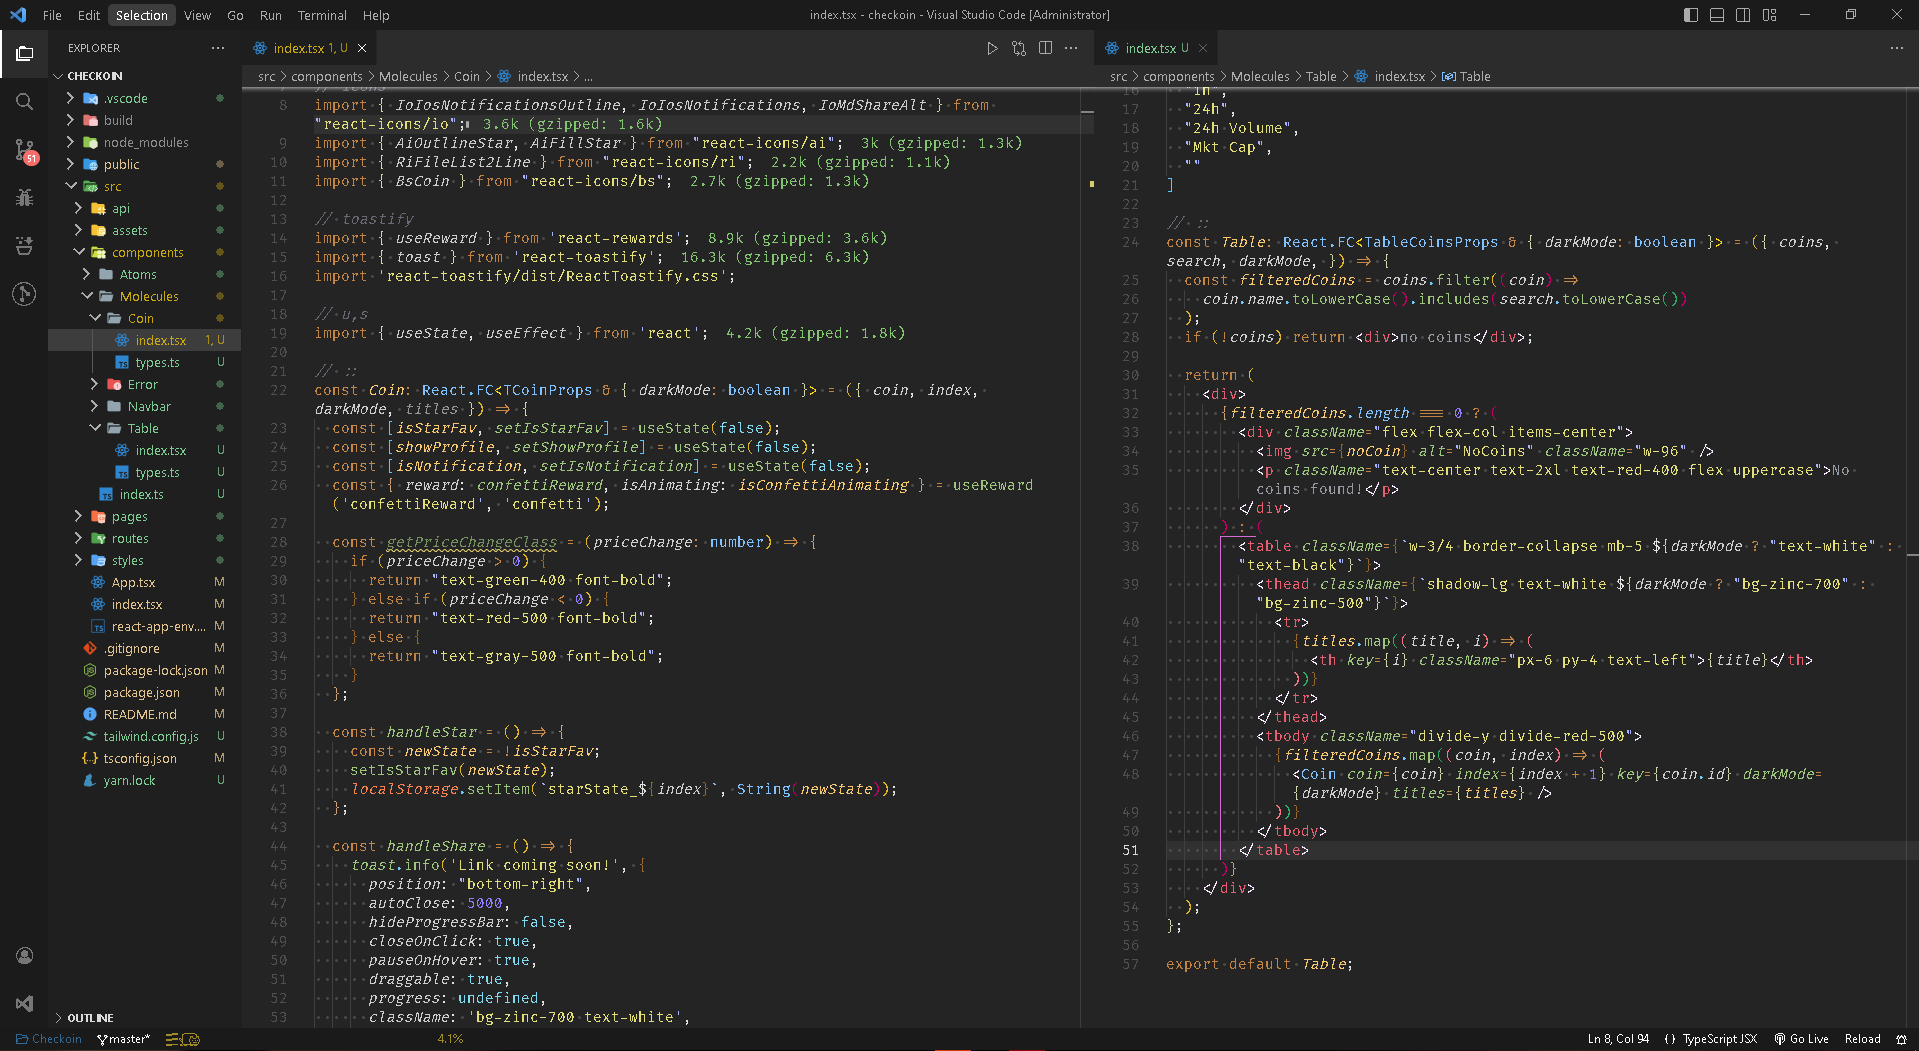 File Edit Selection View Go Run Terminal Help
index.tsx - checkoin - Visual Studio Code [Administrator]
EXPLORER
CHECKOIN
.vscode
build
node_modules
public
src
api
assets
components
Atoms
Molecules
Coin
index.tsx 1, U
types.ts U
Error
Navbar
Table
index.tsx U
types.ts U
index.ts U
pages
routes
styles
App.tsx M
index.tsx M
react-app-env.... M
.gitignore M
package-lock.json M
package.json M
README.md M
tailwind.config.js U
tsconfig.json M
yarn.lock U
OUTLINE
51
index.tsx 1, U
src > components > Molecules > Coin > index.tsx > ...
7 // icons
8 import { IoIosNotificationsOutline, IoIosNotifications, IoMdShareAlt } from
"react-icons/io"; 3.6k (gzipped: 1.6k)
9 import { AiOutlineStar, AiFillStar } from "react-icons/ai"; 3k (gzipped: 1.3k)
10 import { RiFileList2Line } from "react-icons/ri"; 2.2k (gzipped: 1.1k)
11 import { BsCoin } from "react-icons/bs"; 2.7k (gzipped: 1.3k)
12
13 // toastify
14 import { useReward } from 'react-rewards'; 8.9k (gzipped: 3.6k)
15 import { toast } from 'react-toastify'; 16.3k (gzipped: 6.3k)
16 import 'react-toastify/dist/ReactToastify.css';
17
18 // u,s
19 import { useState, useEffect } from 'react'; 4.2k (gzipped: 1.8k)
20
21 // ::
22 const Coin: React.FC<TCoinProps & { darkMode: boolean }> = ({ coin, index,
darkMode, titles }) => {
23 const [isStarFav, setIsStarFav] = useState(false);
24 const [showProfile, setShowProfile] = useState(false);
25 const [isNotification, setIsNotification] = useState(false);
26 const { reward: confettiReward, isAnimating: isConfettiAnimating } = useReward
('confettiReward', 'confetti');
27
28 const getPriceChangeClass = (priceChange: number) => {
29 if (priceChange > 0) {
30 return "text-green-400 font-bold";
31 } else if (priceChange < 0) {
32 return "text-red-500 font-bold";
33 } else {
34 return "text-gray-500 font-bold";
35 }
36 };
37
38 const handleStar = () => {
39 const newState = !isStarFav;
40 setIsStarFav(newState);
41 localStorage.setItem(`starState_${index}`, String(newState));
42 };
43
44 const handleShare = () => {
45 toast.info('Link coming soon!', {
46 position: "bottom-right",
47 autoClose: 5000,
48 hideProgressBar: false,
49 closeOnClick: true,
50 pauseOnHover: true,
51 draggable: true,
52 progress: undefined,
53 className: 'bg-zinc-700 text-white',
index.tsx U
src > components > Molecules > Table > index.tsx > Table
16 "1h",
17 "24h",
18 "24h Volume",
19 "Mkt Cap",
20 ""
21 ]
22
23 // ::
24 const Table: React.FC<TableCoinsProps & { darkMode: boolean }> = ({ coins,
search, darkMode, }) => {
25 const filteredCoins = coins.filter((coin) =>
26 coin.name.toLowerCase().includes(search.toLowerCase())
27 );
28 if (!coins) return <div>no coins</div>;
29
30 return (
31 <div>
32 {filteredCoins.length === 0 ? (
33 <div className="flex flex-col items-center">
34 <img src={noCoin} alt="NoCoins" className="w-96" />
35 <p className="text-center text-2xl text-red-400 flex uppercase">No
coins found!</p>
36 </div>
37 ) : (
38 <table className={`w-3/4 border-collapse mb-5 ${darkMode ? "text-white" :
"text-black"}`}>
39 <thead className={`shadow-lg text-white ${darkMode ? "bg-zinc-700" :
"bg-zinc-500"}`}>
40 <tr>
41 {titles.map((title, i) => (
42 <th key={i} className="px-6 py-4 text-left">{title}</th>
43 ))}
44 </tr>
45 </thead>
46 <tbody className="divide-y divide-red-500">
47 {filteredCoins.map((coin, index) => (
48 <Coin coin={coin} index={index + 1} key={coin.id} darkMode=
{darkMode} titles={titles} />
49 ))}
50 </tbody>
51 </table>
52 )}
53 </div>
54 );
55 };
56
57 export default Table;
Checkoin master* 4.1% Ln 8, Col 94 {} TypeScript JSX Go Live Reload